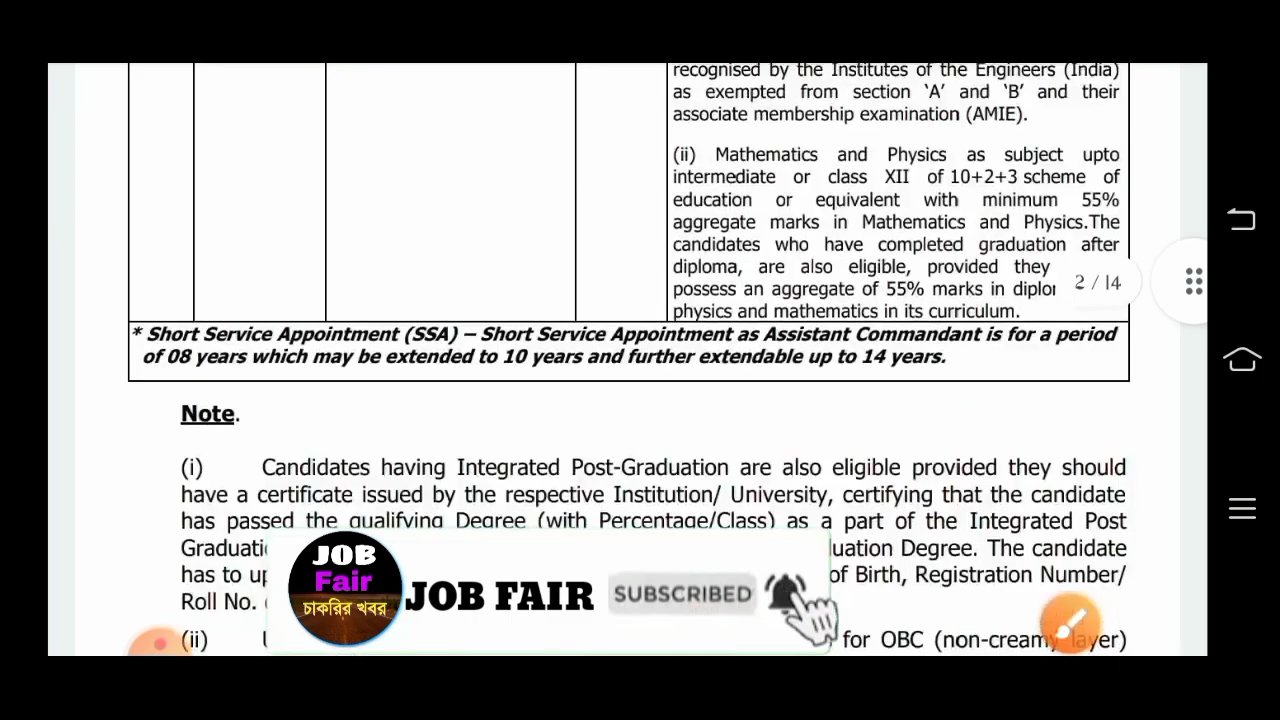 recognised by the Institutes of the Engineers (India)
as exempted from section ‘A’ and ‘B’ and their
associate membership examination (AMIE).
(ii) Mathematics and Physics as subject upto
intermediate or class XII of 10+2+3 scheme of
education or equivalent with minimum 55%
aggregate marks in Mathematics and Physics.The
candidates who have completed graduation after
diploma, are also eligible, provided they
possess an aggregate of 55% marks in
physics and mathematics in its curriculum.
2 / 14
* Short Service Appointment (SSA) – Short Service Appointment as Assistant Commandant is for a period
of 08 years which may be extended to 10 years and further extendable up to 14 years.
Note.
(i) Candidates having Integrated Post-Graduation are also eligible provided they should
have a certificate issued by the respective Institution/ University, certifying that the candidate
has passed the qualifying Degree (with Percentage/Class) as a part of the Integrated Post
Degree. The candidate
has to of Birth, Registration Number/
Roll No.
(ii) for OBC (non-creamy layer)
JOB
Fair
চাকরির খবর
JOB FAIR
SUBSCRIBED